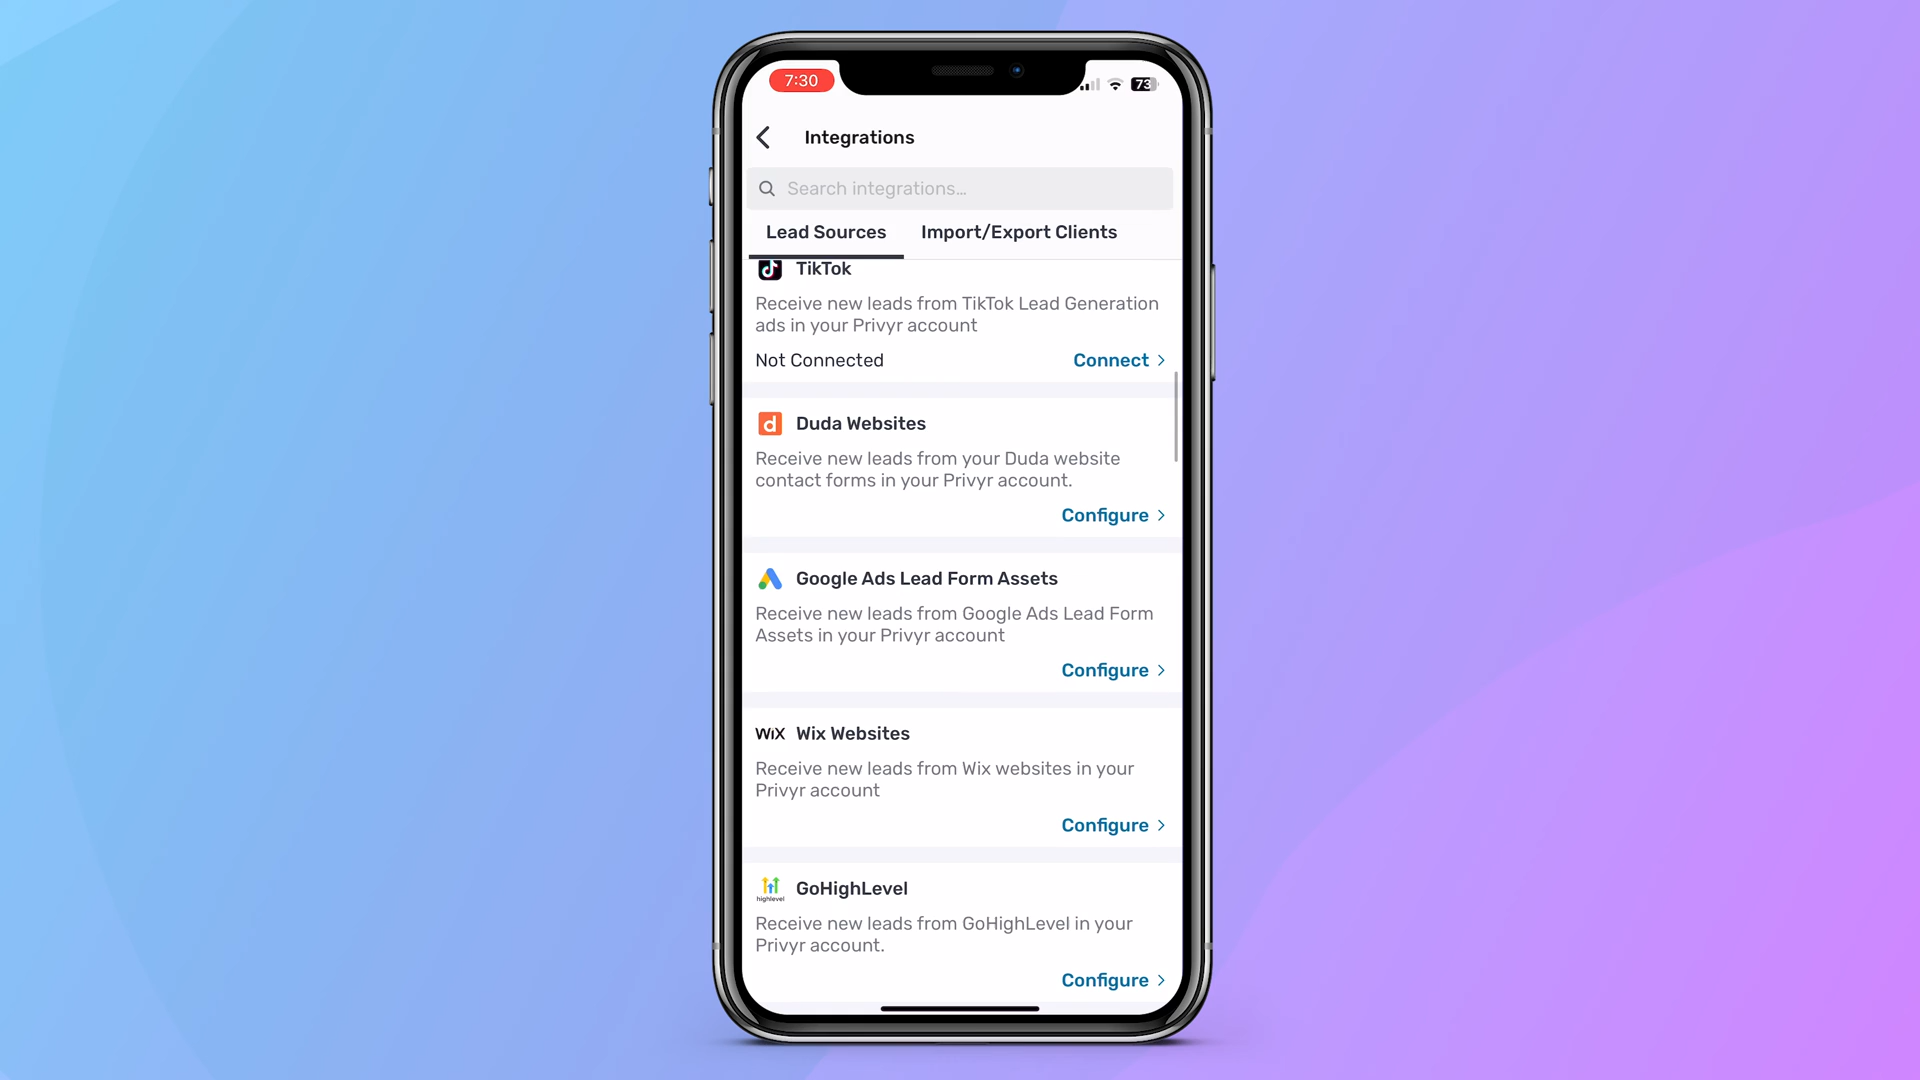 7:30
73
Integrations
Search integrations...
Lead Sources
Import/Export Clients
TikTok
Receive new leads from TikTok Lead Generation
ads in your Privyr account
Not Connected
Connect
d
Duda Websites
Receive new leads from your Duda website
contact forms in your Privyr account.
Configure
Google Ads Lead Form Assets
Receive new leads from Google Ads Lead Form
Assets in your Privyr account
Configure
WiX
Wix Websites
Receive new leads from Wix websites in your
Privyr account
Configure
highlevel
GoHighLevel
Receive new leads from GoHighLevel in your
Privyr account.
Configure